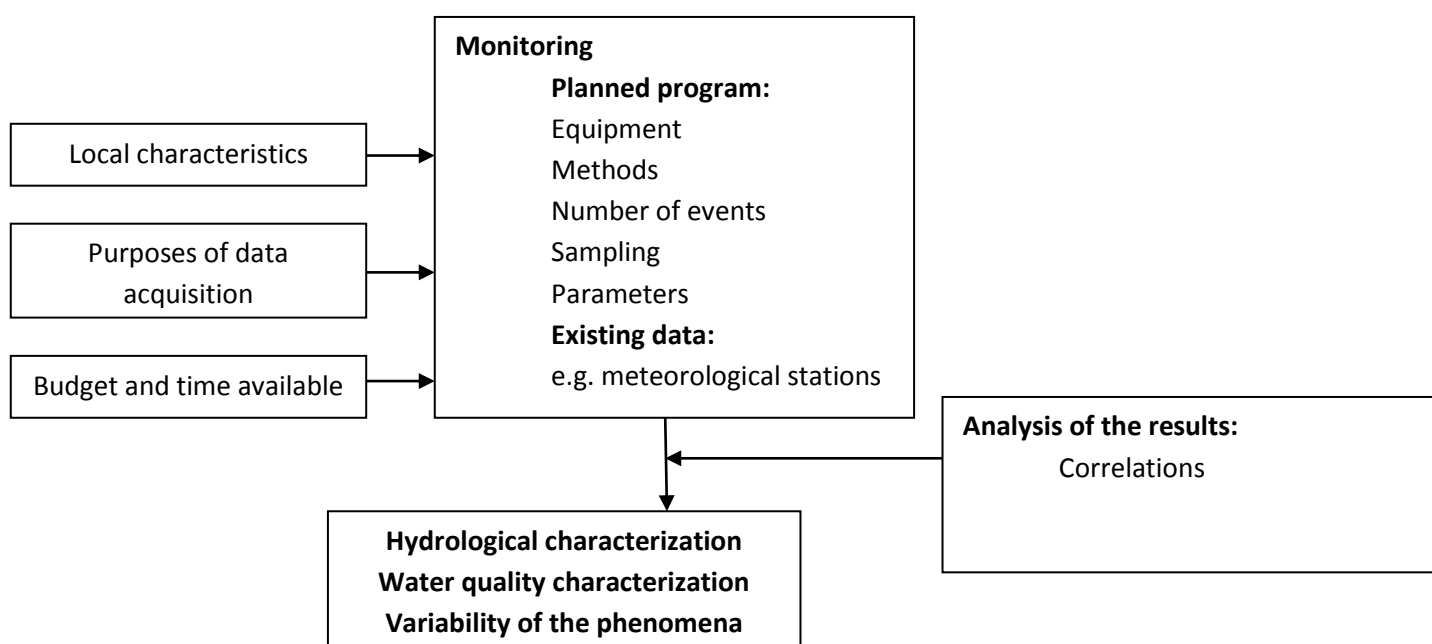 Monitoring
Planned program:
Equipment
Methods
Number of events
Sampling
Parameters
Existing data:
e.g. meteorological stations
Local characteristics
Purposes of data
acquisition
Budget and time available
Analysis of the results:
Correlations
Hydrological characterization
Water quality characterization
Variability of the phenomena